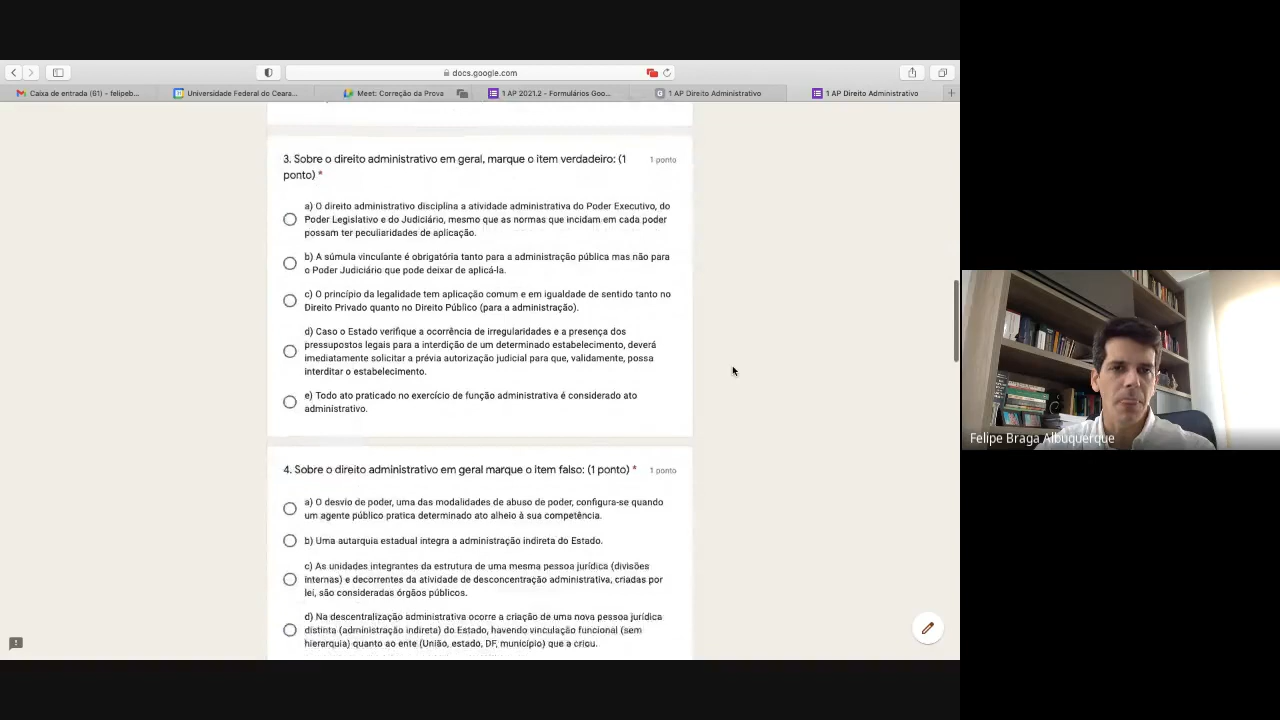 docs.google.com
Caixa de entrada (61) - felipeb...
Universidade Federal do Ceara...
Meet: Correção da Prova
1 AP 2021.2 - Formulários Goo...
1 AP Direito Administrativo
1 AP Direito Administrativo
3. Sobre o direito administrativo em geral, marque o item verdadeiro: (1
ponto) *
1 ponto
a) O direito administrativo disciplina a atividade administrativa do Poder Executivo, do
Poder Legislativo e do Judiciário, mesmo que as normas que incidam em cada poder
possam ter peculiaridades de aplicação.
b) A súmula vinculante é obrigatória tanto para a administração pública mas não para
o Poder Judiciário que pode deixar de aplicá-la.
c) O princípio da legalidade tem aplicação comum e em igualdade de sentido tanto no
Direito Privado quanto no Direito Público (para a administração).
d) Caso o Estado verifique a ocorrência de irregularidades e a presença dos
pressupostos legais para a interdição de um determinado estabelecimento, deverá
imediatamente solicitar a prévia autorização judicial para que, validamente, possa
interditar o estabelecimento.
e) Todo ato praticado no exercício de função administrativa é considerado ato
administrativo.
4. Sobre o direito administrativo em geral marque o item falso: (1 ponto) *
1 ponto
a) O desvio de poder, uma das modalidades de abuso de poder, configura-se quando
um agente público pratica determinado ato alheio à sua competência.
b) Uma autarquia estadual integra a administração indireta do Estado.
c) As unidades integrantes da estrutura de uma mesma pessoa jurídica (divisões
internas) e decorrentes da atividade de desconcentração administrativa, criadas por
lei, são consideradas órgãos públicos.
d) Na descentralização administrativa ocorre a criação de uma nova pessoa jurídica
distinta (administração indireta) do Estado, havendo vinculação funcional (sem
hierarquia) quanto ao ente (União, estado, DF, município) que a criou.
Felipe Braga Albuquerque